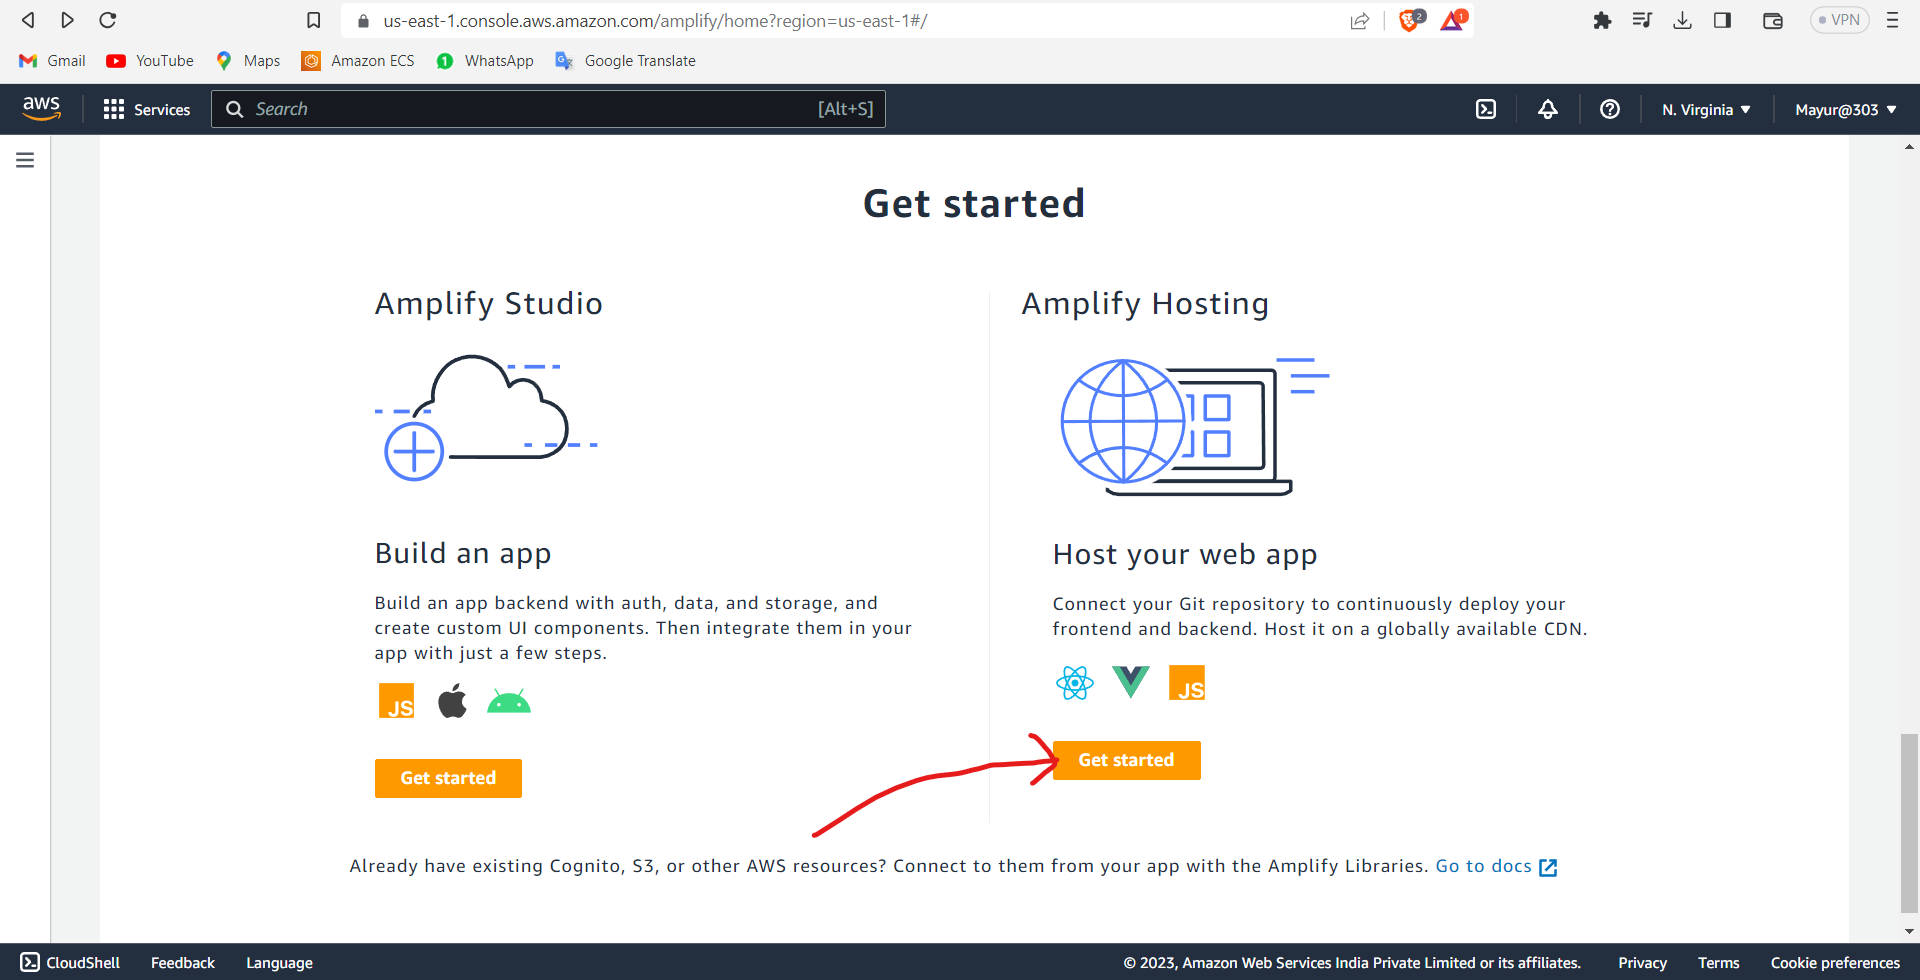 us-east-1.console.aws.amazon.com/amplify/home?region=us-east-1#/
2
1
VPN
Gmail
YouTube
Maps
Amazon ECS
1
WhatsApp
Google Translate
aws
Services
Search
[Alt+S]
N. Virginia
Mayur@303
Get started
Amplify Studio
Build an app
Build an app backend with auth, data, and storage, and
create custom UI components. Then integrate them in your
app with just a few steps.
JS
Get started
Amplify Hosting
Host your web app
Connect your Git repository to continuously deploy your
frontend and backend. Host it on a globally available CDN.
JS
Get started
Already have existing Cognito, S3, or other AWS resources? Connect to them from your app with the Amplify Libraries. Go to docs
CloudShell
Feedback
Language
© 2023, Amazon Web Services India Private Limited or its affiliates.
Privacy
Terms
Cookie preferences